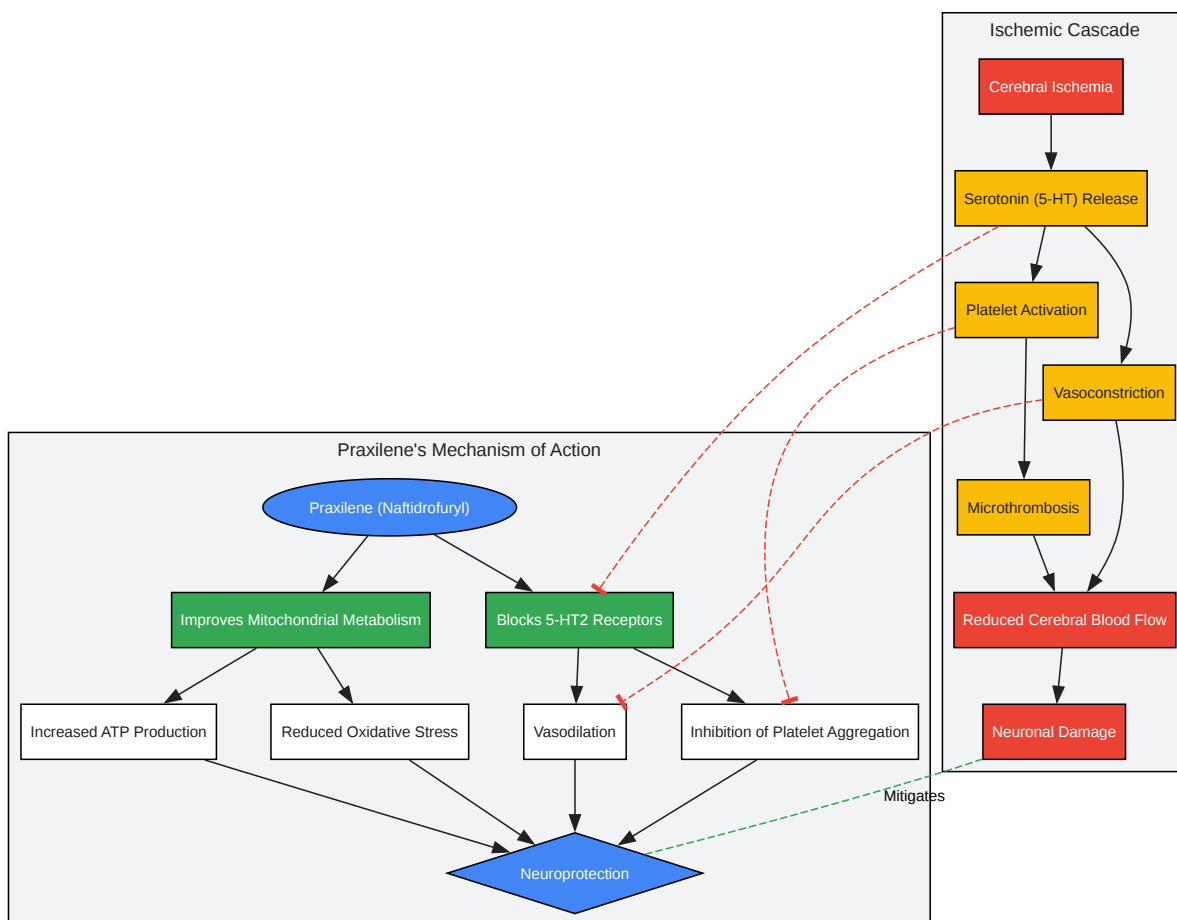 Ischemic Cascade
Cerebral Ischemia
Serotonin (5-HT) Release
Platelet Activation
Vasoconstriction
Microthrombosis
Reduced Cerebral Blood Flow
Neuronal Damage
Praxilene's Mechanism of Action
Praxilene (Naftidrofuryl)
Improves Mitochondrial Metabolism
Blocks 5-HT2 Receptors
Increased ATP Production
Reduced Oxidative Stress
Vasodilation
Inhibition of Platelet Aggregation
Mitigates
Neuroprotection